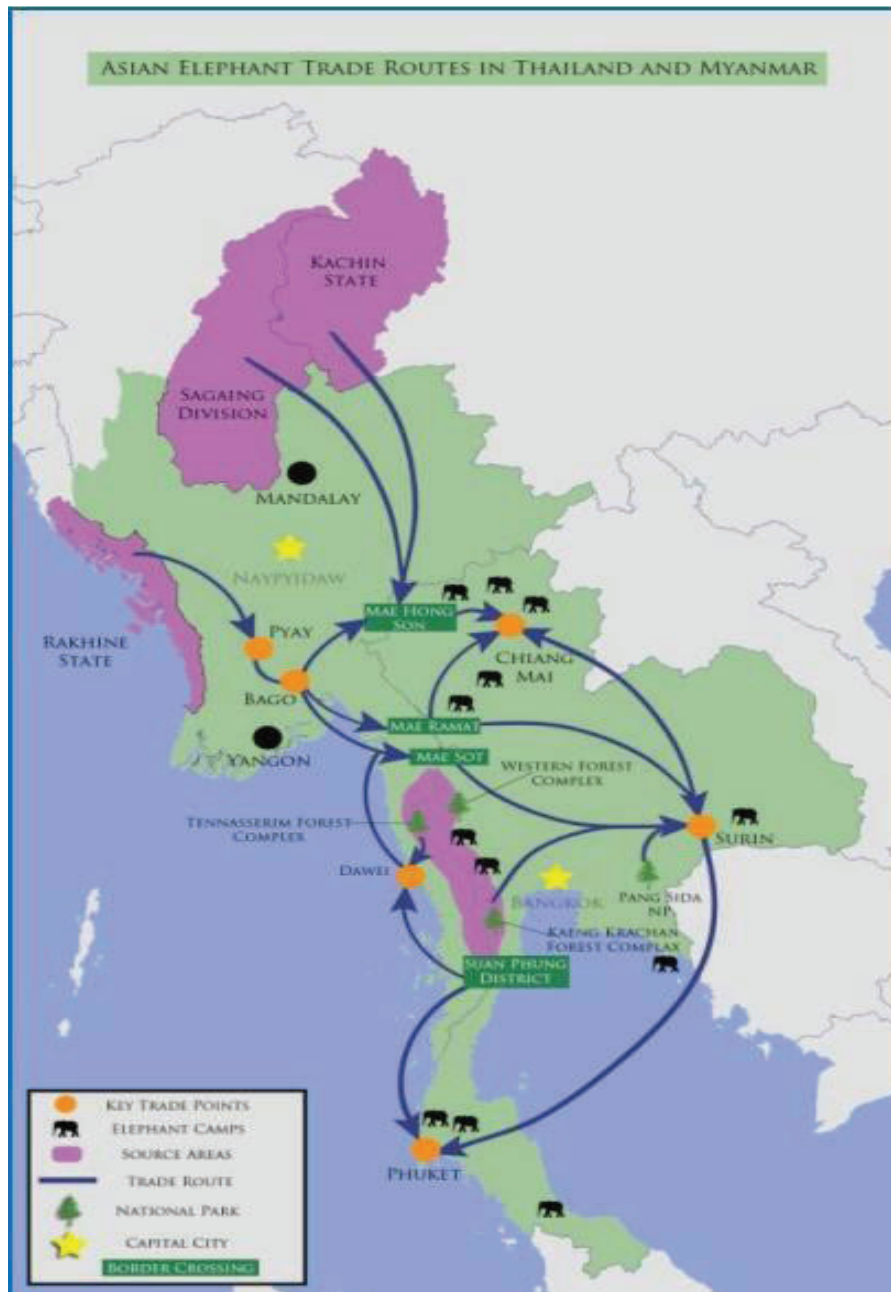 ASIAN ELEPHANT TRADE ROUTES IN THAILAND AND MYANMAR
KACHIN
STATE
SAGAING
DIVISION
MANDALAY
NAYPYIDAW
RAKHINE
STATE
PYAY
MAE HONG
SON
CHIANG
MAI
BAGO
MAE RAMAT
YANGON
MAE SOT
WESTERN FOREST
COMPLEX
TENNASSERIM FOREST
COMPLEX
SURIN
DAWEI
BANGKOK
PANG SIDA
NP.
KAENG KRACHAN
FOREST COMPLAX
SUAN PHUNG
DISTRICT
PHUKET
KEY TRADE POINTS
ELEPHANT CAMPS
SOURCE AREAS
TRADE ROUTE
NATIONAL PARK
CAPITAL CITY
BORDER CROSSING